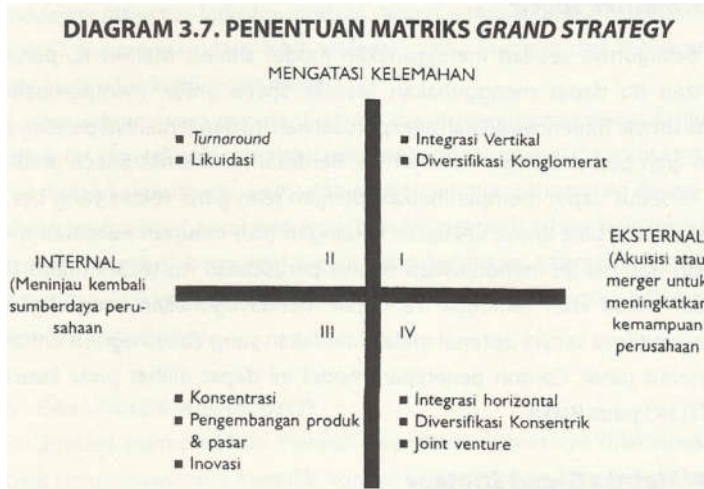 DIAGRAM 3.7. PENENTUAN MATRIKS GRAND STRATEGY
MENGATASI KELEMAHAN
■ Turnaround
■ Likuidasi
■ Integrasi Vertikal
■ Diversifikasi Konglomerat
INTERNAL
(Meninjau kembali
sumberdaya peru-
sahaan
EKSTERNAL
(Akuisisi atau
merger untuk
meningkatkan
kemampuan
perusahaan
II
I
III
IV
■ Konsentrasi
■ Pengembangan produk
& pasar
■ Inovasi
■ Integrasi horizontal
■ Diversifikasi Konsentrik
■ Joint venture